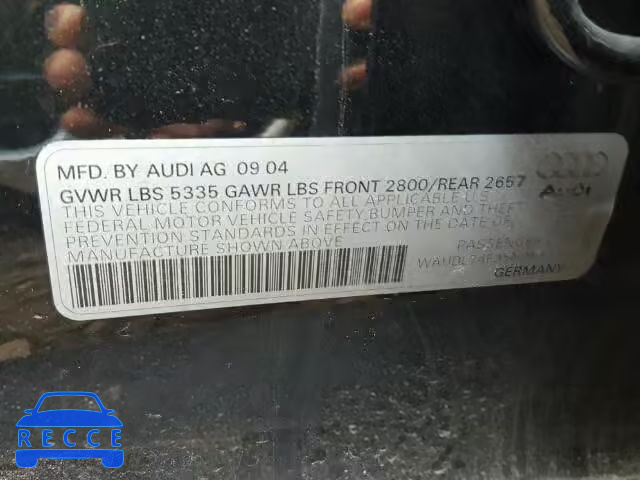 MFD. BY AUDI AG 09.04
GVWR LBS 5335 GAWR LBS FRONT 2800/REAR 2657
THIS VEHICLE CONFORMS TO ALL APPLICABLE U.S.
FEDERAL MOTOR VEHICLE SAFETY BUMPER AND THEFT
PREVENTION STANDARDS IN EFFECT ON THE DATE OF
MANUFACTURE SHOWN ABOVE
Audi
GERMANY
RECCE